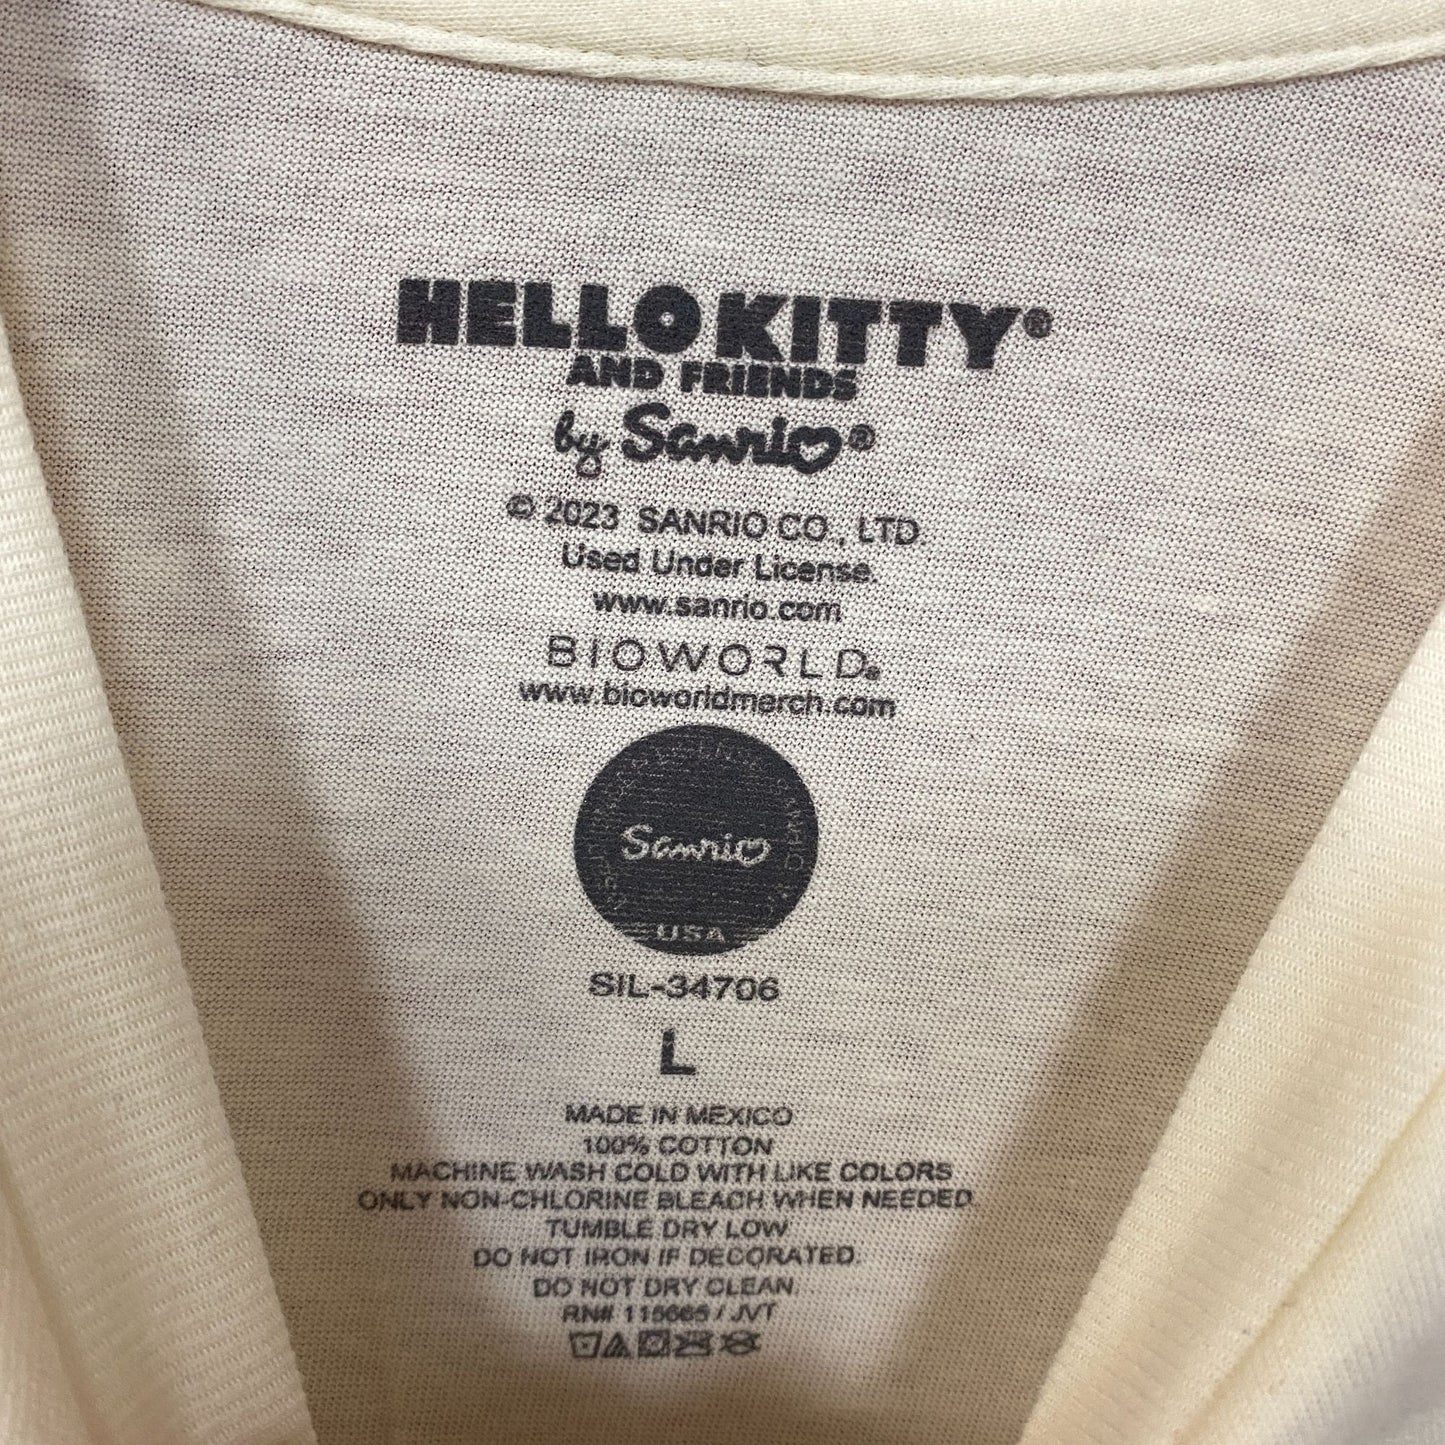 HELLO KITTY®
AND FRIENDS
by Sanrio®
© 2023 SANRIO CO., LTD.
Used Under License.
www.sanrio.com
BIOWORLD®
www.bioworldmerch.com
Sanrio
USA
SIL-34706
L
MADE IN MEXICO
100% COTTON
MACHINE WASH COLD WITH LIKE COLORS
ONLY NON-CHLORINE BLEACH WHEN NEEDED
TUMBLE DRY LOW
DO NOT IRON IF DECORATED.
DO NOT DRY CLEAN.
RN# 115665 / JVT